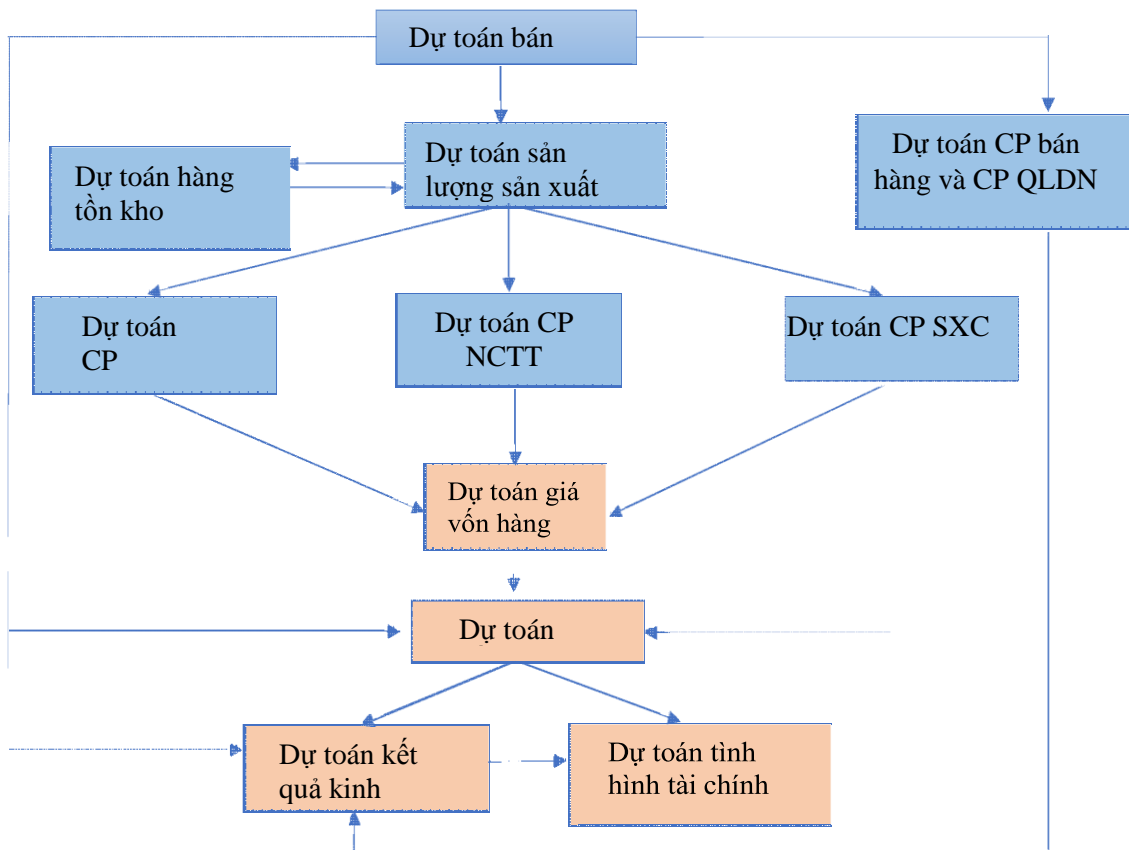 Dự toán bán
Dự toán sản
lượng sản xuất
Dự toán CP bán
hàng và CP QLDN
Dự toán hàng
tồn kho
Dự toán
CP
Dự toán CP
NCTT
Dự toán CP SXC
Dự toán giá
vốn hàng
Dự toán
Dự toán kết
quả kinh
Dự toán tình
hình tài chính